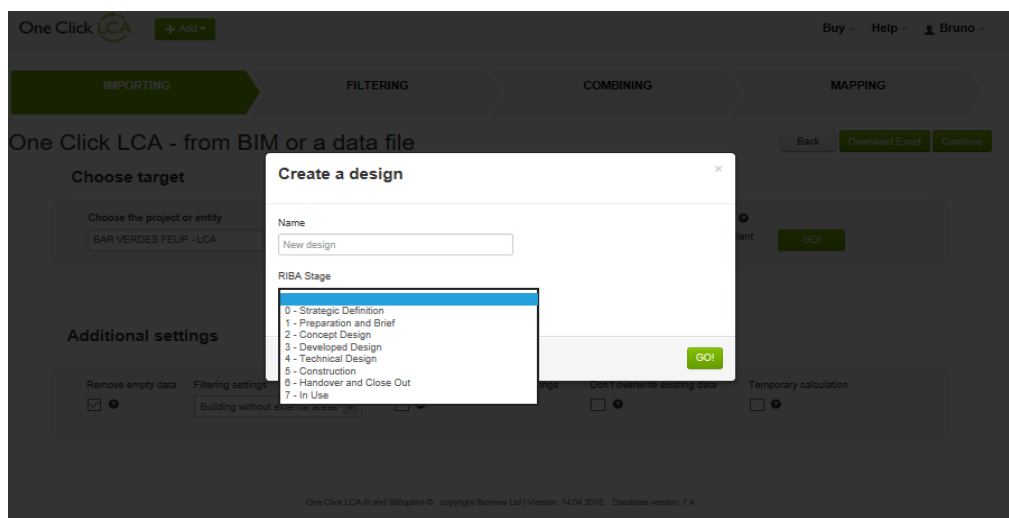 One Click LCA + Add Buy Help Bruno
IMPORTING FILTERING COMBINING MAPPING
One Click LCA - from BIM or a data file Back Download Excel Continue
Choose target
Choose the project or entity
BAR VERDES FEUP - LCA GO!
Create a design ×
Name
New design
RIBA Stage
0 - Strategic Definition
1 - Preparation and Brief
2 - Concept Design
3 - Developed Design
4 - Technical Design
5 - Construction
6 - Handover and Close Out
7 - In Use
GO!
Additional settings
Remove empty data Filtering settings Don't overwrite existing data Temporary calculation
Building without external areas
One Click LCA © and 360optimi © copyright Bionova Ltd | Version: 14.04.2018, Database version: 7.4